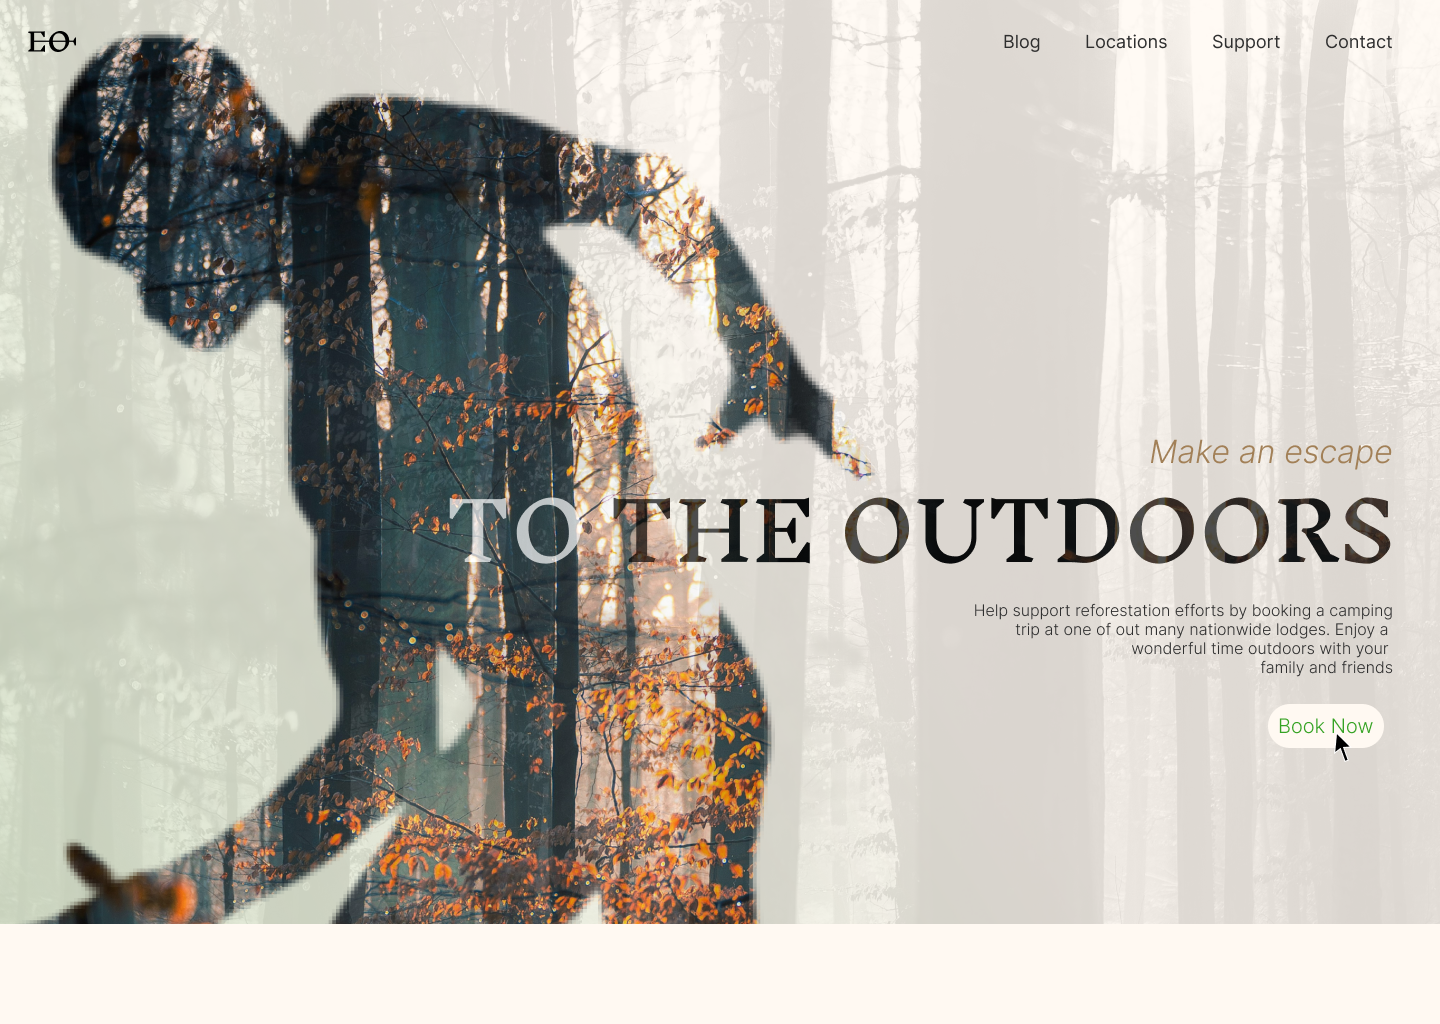 EO
Blog Locations Support Contact
Make an escape
TO THE OUTDOORS
Help support reforestation efforts by booking a camping
trip at one of out many nationwide lodges. Enjoy a
wonderful time outdoors with your
family and friends
Book Now